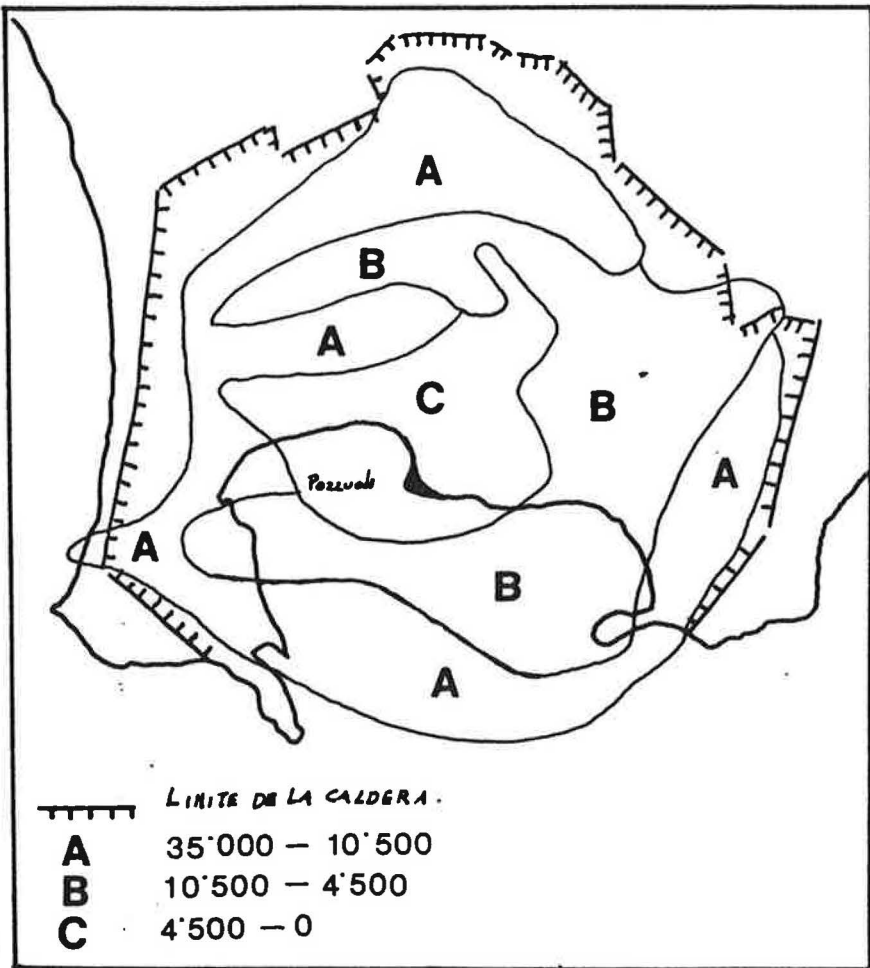 A
B
A
C
B
A
Pozzuoli
A
B
A
LIMITE DE LA CALDERA.
A 35'000 — 10'500
B 10'500 — 4'500
C 4'500 — 0